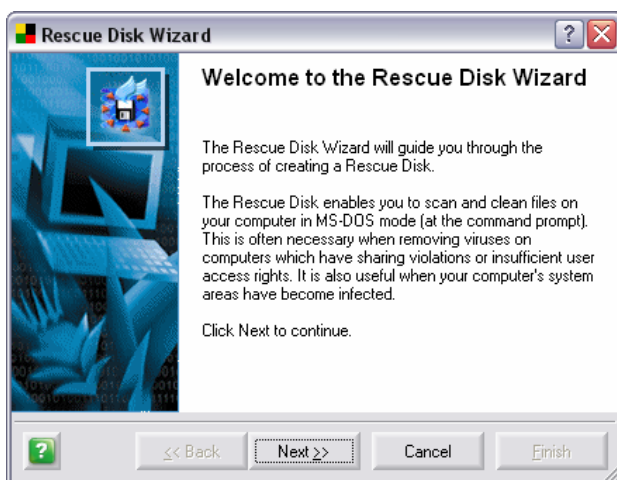 Rescue Disk Wizard
Welcome to the Rescue Disk Wizard
The Rescue Disk Wizard will guide you through the
process of creating a Rescue Disk.
The Rescue Disk enables you to scan and clean files on
your computer in MS-DOS mode (at the command prompt).
This is often necessary when removing viruses on
computers which have sharing violations or insufficient user
access rights. It is also useful when your computer's system
areas have become infected.
Click Next to continue.
<< Back
Next >>
Cancel
Finish